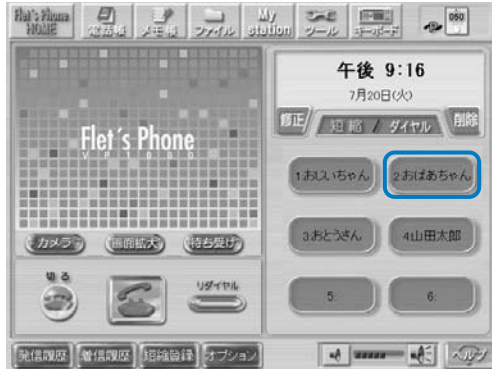 Flet's Phone HOME
電話帳
メモ帳
ファイル
My station
ツール
キーボード
050
午後 9:16
7月20日(火)
修正
短縮 / ダイヤル
削除
Flet's Phone
VP1000
1おじいちゃん
2おばあちゃん
3おとうさん
4山田太郎
5:
6:
カメラ
画面拡大
待ち受け
切る
リダイヤル
発信履歴
着信履歴
短縮登録
オプション
ヘルプ